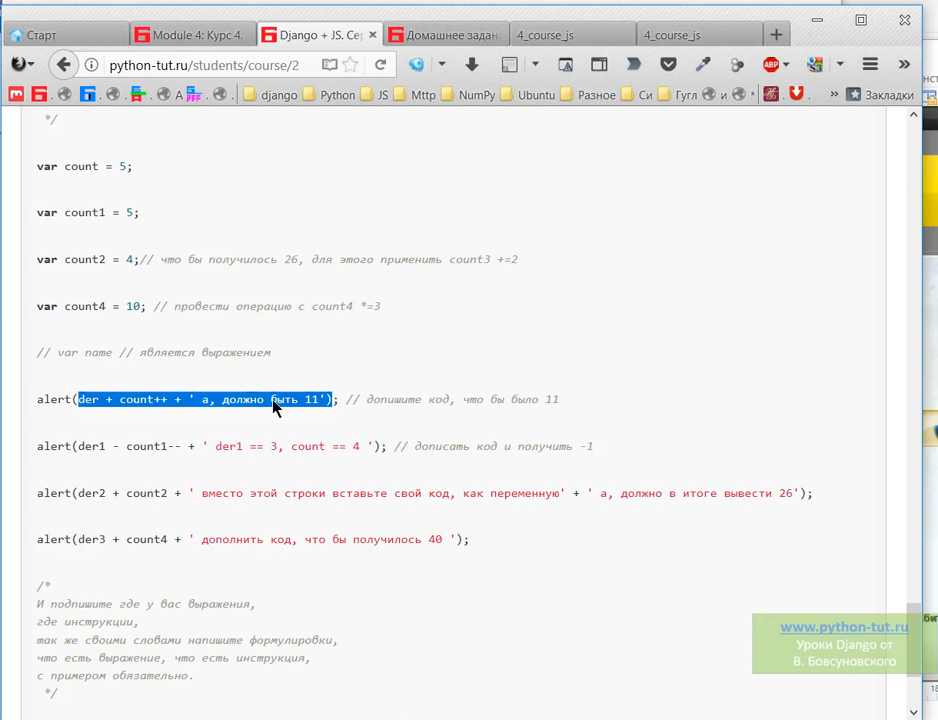 Старт
Module 4: Курс 4.
Django + JS. Се
Домашнее задан
4_course_js
4_course_js
python-tut.ru/students/course/2
ABP
django
Python
JS
Mttp
NumPy
Ubuntu
Разное
Си
Гугл
и
Закладки
*/
var count = 5;
var count1 = 5;
var count2 = 4;// что бы получилось 26, для этого применить count3 +=2
var count4 = 10; // провести операцию с count4 *=3
// var name // является выражением
alert(der + count++ + ' а, должно быть 11'); // допишите код, что бы было 11
alert(der1 - count1-- + ' der1 == 3, count == 4 '); // дописать код и получить -1
alert(der2 + count2 + ' вместо этой строки вставьте свой код, как переменную' + ' а, должно в итоге вывести 26');
alert(der3 + count4 + ' дополнить код, что бы получилось 40 ');
/*
И подпишите где у вас выражения,
где инструкции,
так же своими словами напишите формулировки,
что есть выражение, что есть инструкция,
с примером обязательно.
*/
www.python-tut.ru
Уроки Django от
В. Бовсуновского